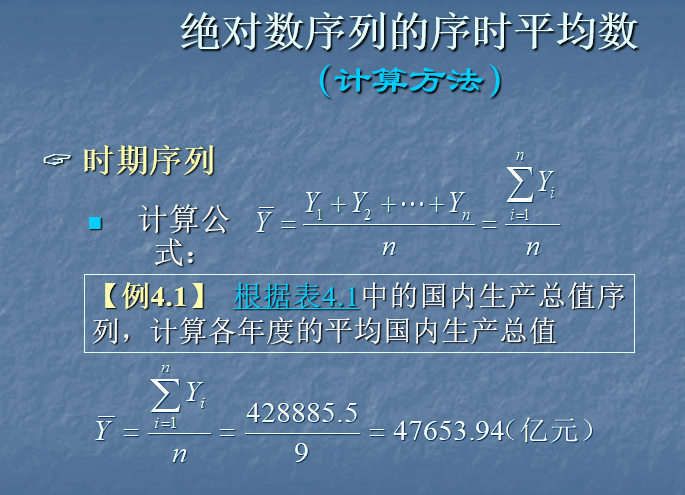 绝对数序列的序时平均数
（计算方法）
☞ 时期序列
■ 计算公式：
Ȳ = (Y₁ + Y₂ + ⋯ + Yₙ) / n = (∑ᵢ₌₁ⁿ Yᵢ) / n
【例4.1】 根据表4.1中的国内生产总值序
列，计算各年度的平均国内生产总值
Ȳ = (∑ᵢ₌₁ⁿ Yᵢ) / n = 428885.5 / 9 = 47653.94（亿元）